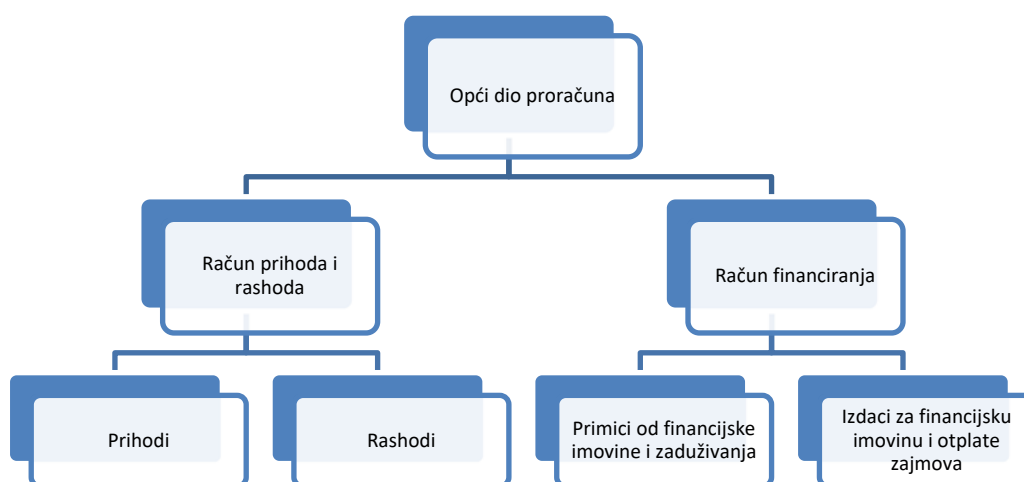 Opći dio proračuna
Račun prihoda i
rashoda
Račun financiranja
Prihodi
Rashodi
Primici od financijske
imovine i zaduživanja
Izdaci za financijsku
imovinu i otplate
zajmova